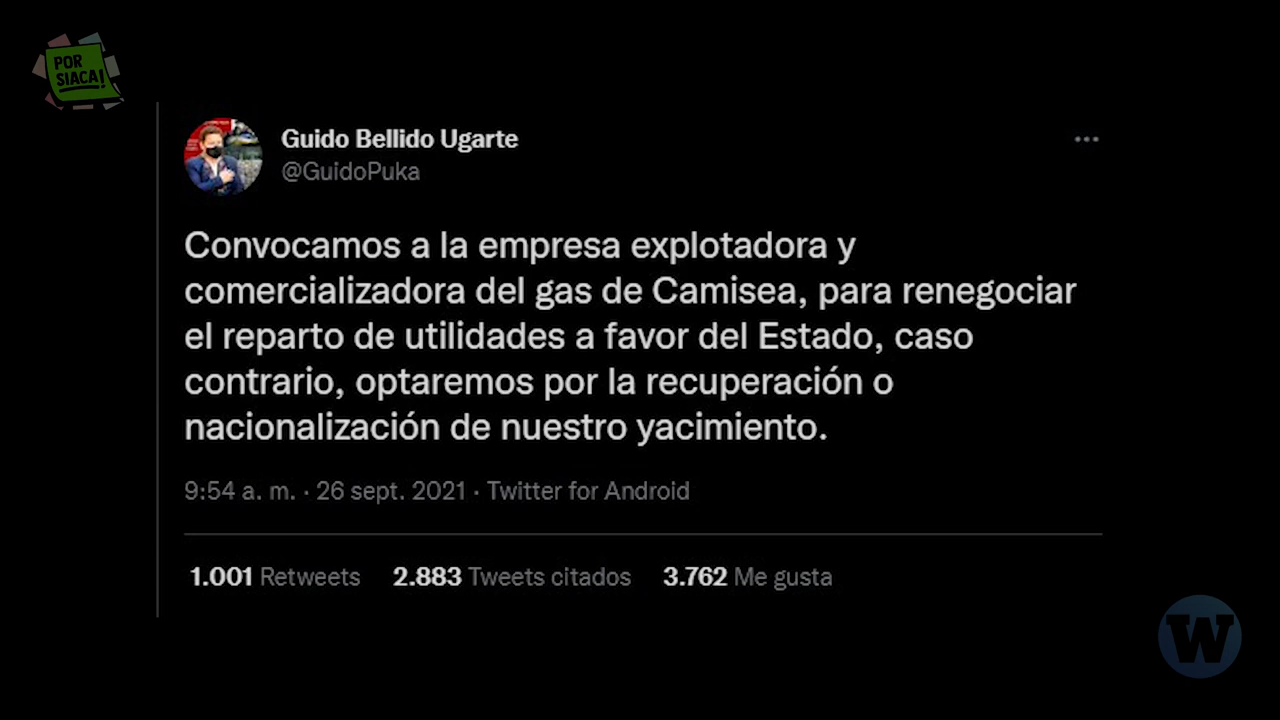 POR
SIACA!
Guido Bellido Ugarte
@GuidoPuka
Convocamos a la empresa explotadora y
comercializadora del gas de Camisea, para renegociar
el reparto de utilidades a favor del Estado, caso
contrario, optaremos por la recuperación o
nacionalización de nuestro yacimiento.
9:54 a. m. · 26 sept. 2021 · Twitter for Android
1.001 Retweets 2.883 Tweets citados 3.762 Me gusta
W